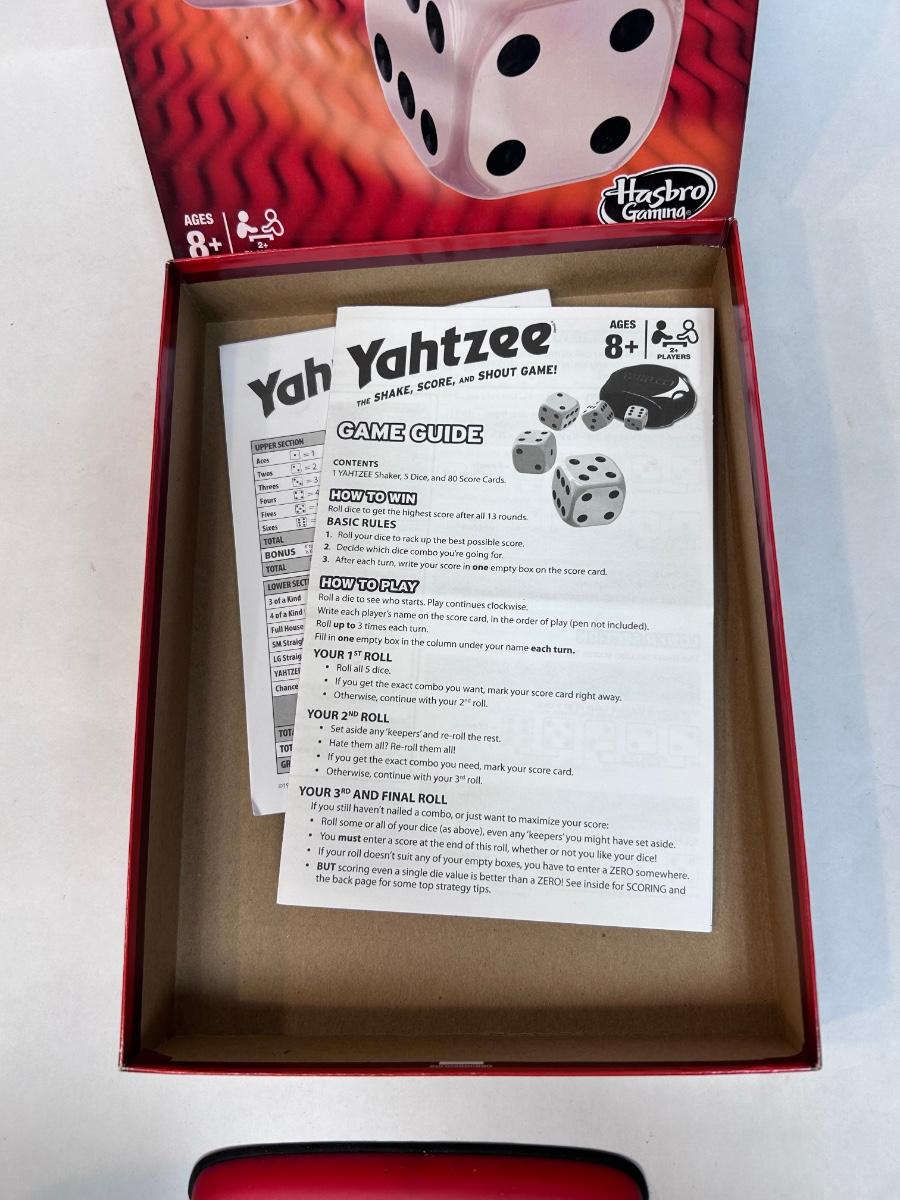 Hasbro
Gaming
AGES
8+
2+
Yahtzee
THE SHAKE, SCORE, AND SHOUT GAME!
AGES
8+
2+
PLAYERS
GAME GUIDE
CONTENTS
1 YAHTZEE Shaker, 5 Dice, and 80 Score Cards.
HOW TO WIN
Roll dice to get the highest score after all 13 rounds.
BASIC RULES
1. Roll your dice to rack up the best possible score.
2. Decide which dice combo you're going for.
3. After each turn, write your score in one empty box on the score card.
HOW TO PLAY
Roll a die to see who starts. Play continues clockwise.
Write each player's name on the score card, in the order of play (pen not included).
Roll up to 3 times each turn.
Fill in one empty box in the column under your name each turn.
YOUR 1ST ROLL
• Roll all 5 dice.
• If you get the exact combo you want, mark your score card right away.
• Otherwise, continue with your 2nd roll.
YOUR 2ND ROLL
• Set aside any 'keepers' and re-roll the rest.
• Hate them all? Re-roll them all!
• If you get the exact combo you need, mark your score card.
• Otherwise, continue with your 3rd roll.
YOUR 3RD AND FINAL ROLL
If you still haven't nailed a combo, or just want to maximize your score:
• Roll some or all of your dice (as above), even any 'keepers' you might have set aside.
• You must enter a score at the end of this roll, whether or not you like your dice!
• If your roll doesn't suit any of your empty boxes, you have to enter a ZERO somewhere.
• BUT scoring even a single die value is better than a ZERO! See inside for SCORING and
the back page for some top strategy tips.
Yah
UPPER SECTION
Aces = 1
Twos = 2
Threes = 3
Fours = 4
Fives =
Sixes =
TOTAL
BONUS
TOTAL
LOWER SECT
3 of a Kind
4 of a Kind
Full House
SM Straig
LG Straig
YAHTZEE
Chance
TOT
TOT
GR